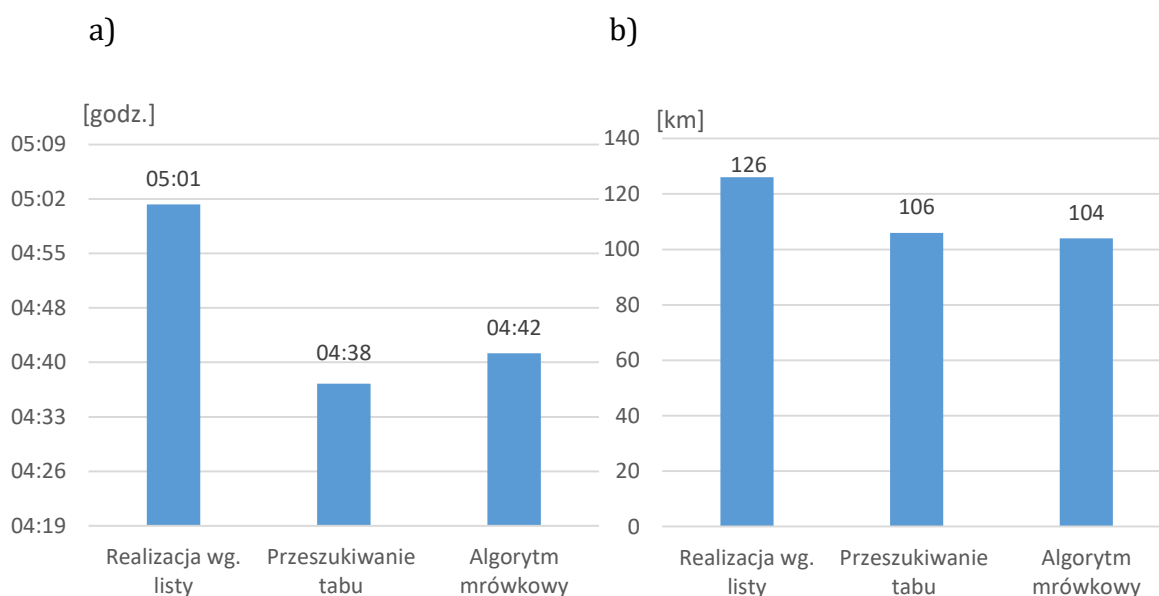 a)
[godz.]
05:09
05:02
04:55
04:48
04:40
04:33
04:26
04:19
05:01
04:38
04:42
Realizacja wg.
listy
Przeszukiwanie
tabu
Algorytm
mrówkowy
b)
[km]
140
120
100
80
60
40
20
0
126
106
104
Realizacja wg.
listy
Przeszukiwanie
tabu
Algorytm
mrówkowy